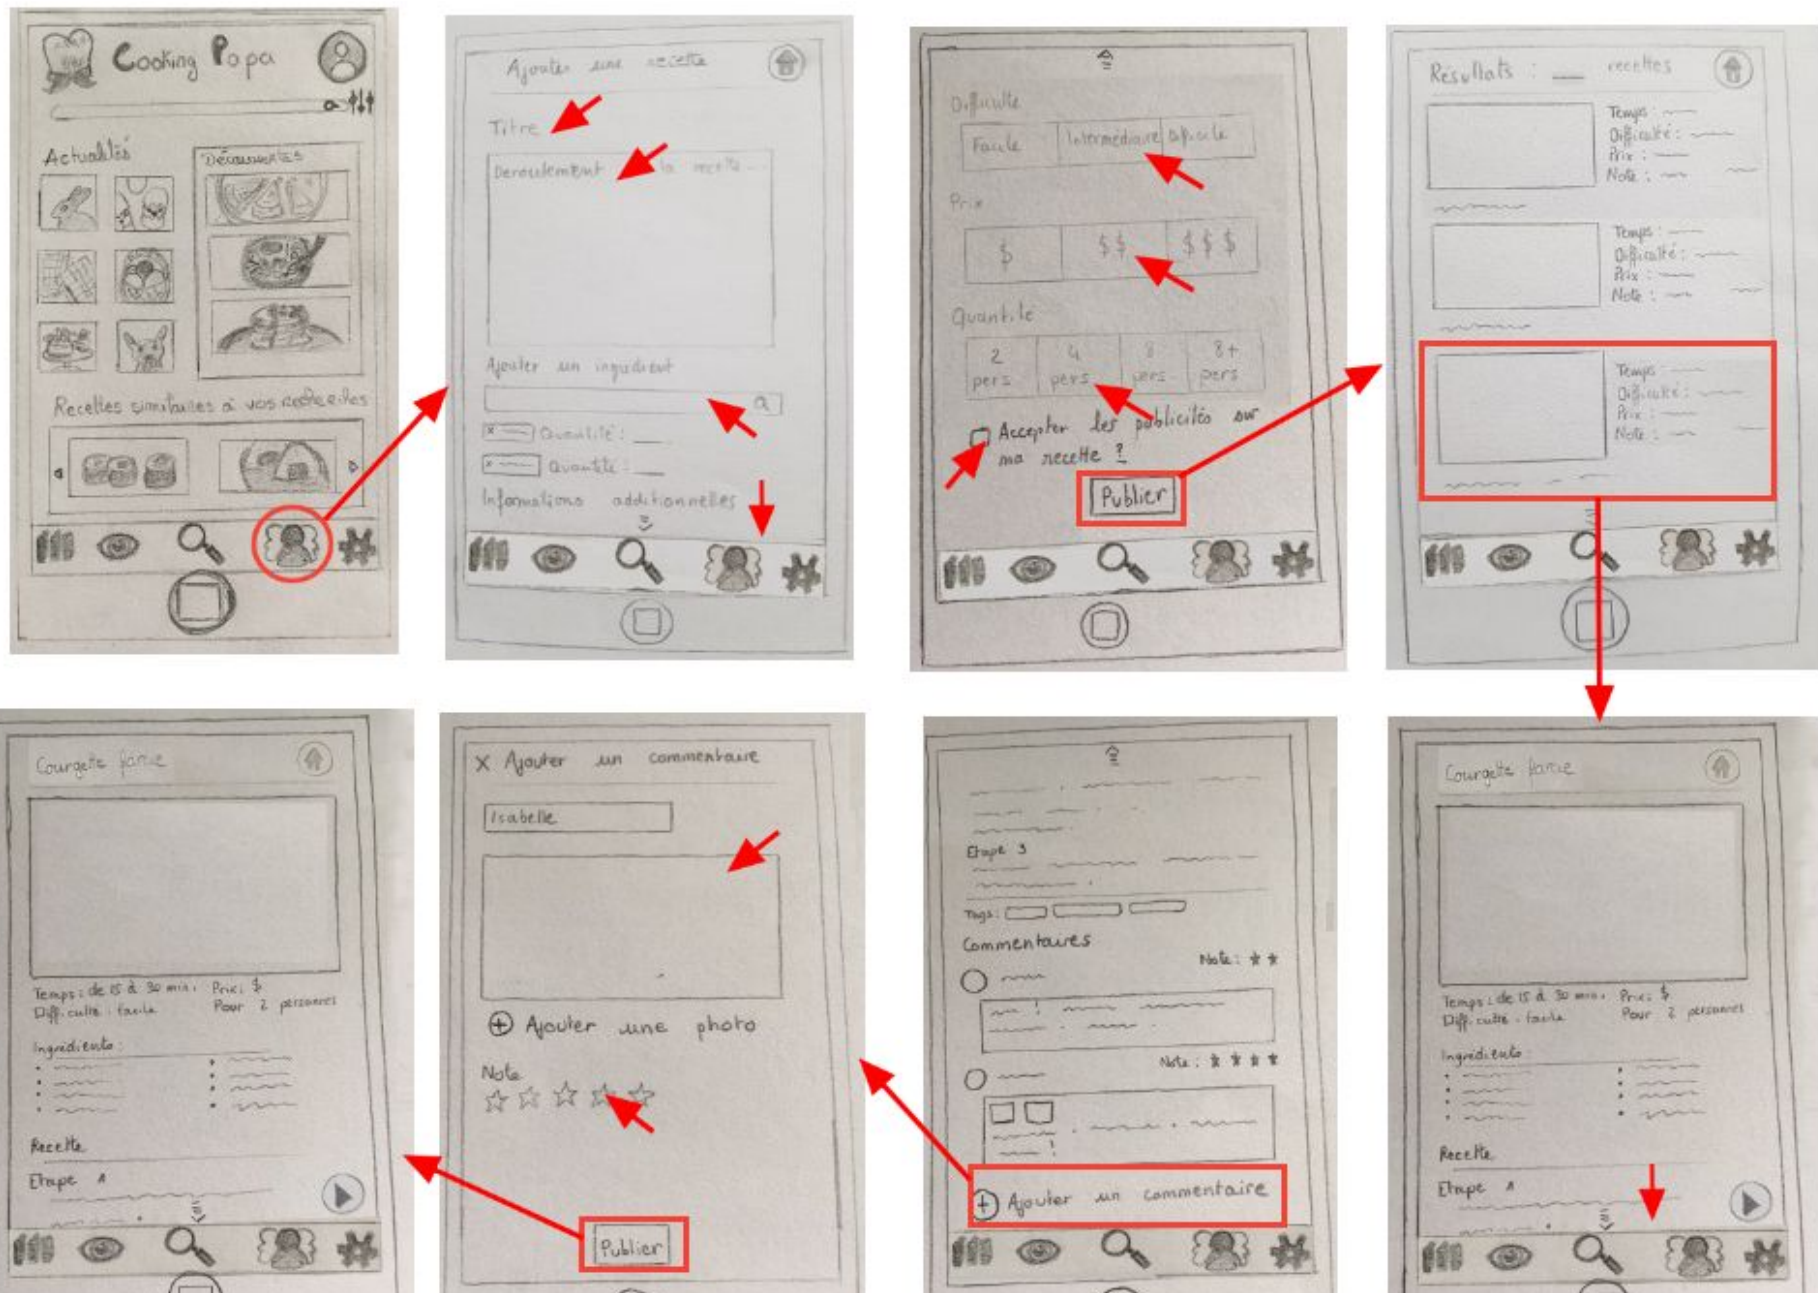 Cooking Papa
Actualités
Découvertes
Recettes similaires à vos recherches
Ajouter une recette
Titre
Deroulement la recette...
Ajouter un ingrédient
x Quantité :
x Quantité :
Informations additionnelles
Difficulte
Facile Intermédiaire Difficile
Prix
$ $$ $$$
Quantité
2 pers 4 pers 8 pers 8+ pers
Accepter les publicités sur
ma recette ?
Publier
Résultats : recettes
Temps :
Difficulté :
Prix :
Note :
Temps :
Difficulté :
Prix :
Note :
Temps :
Difficulté :
Prix :
Note :
Courgette farcie
Temps : de 15 à 30 min. Prix : $
Difficulté : facile Pour 2 personnes
Ingrédients :
Recette
Etape 1
X Ajouter un commentaire
Isabelle
+ Ajouter une photo
Note
Publier
Etape 3
Tags :
Commentaires
Note : ★★
Note : ★★★★
+ Ajouter un commentaire
Courgette farcie
Temps : de 15 à 30 min. Prix : $
Difficulté : facile Pour 2 personnes
Ingrédients :
Recette
Etape 1